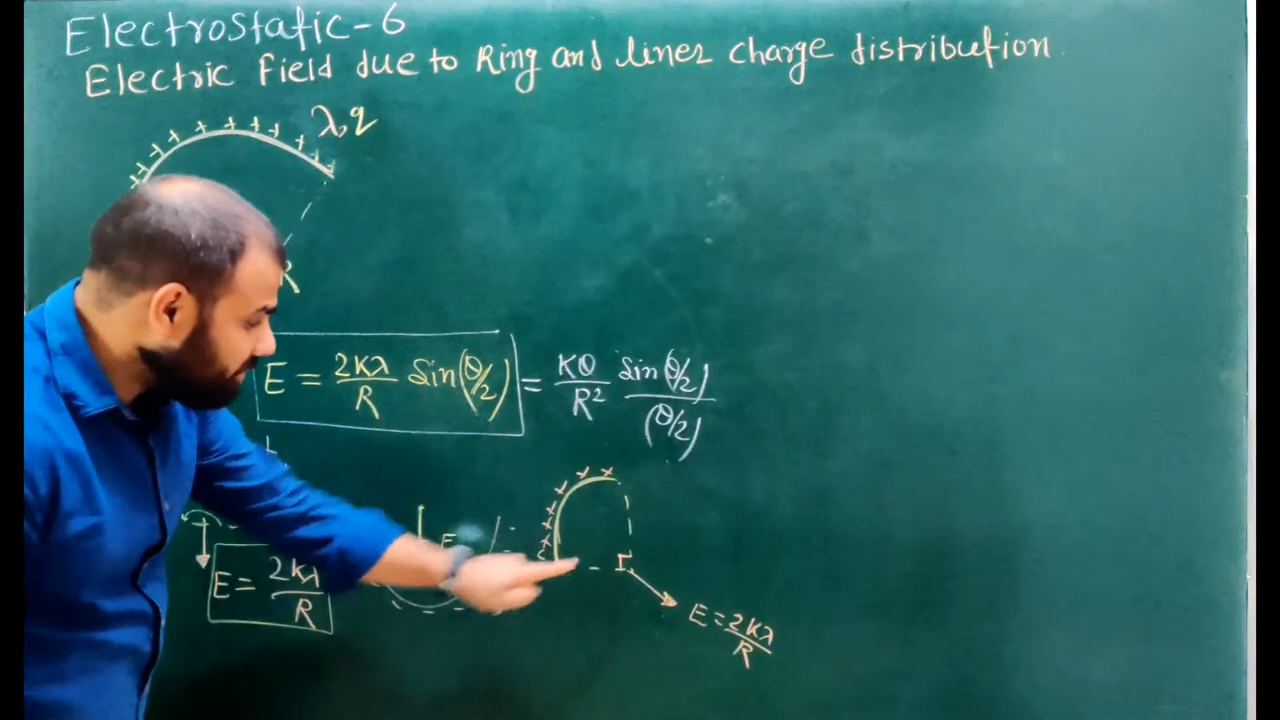 Electrostatic-6
Electric Field due to Ring and liner charge distribution.
λ,q
R
E = 2Kλ/R Sin(θ/2) = KQ/R² Sin(θ/2)/(θ/2)
E = 2Kλ/R
E
E = 2Kλ/R